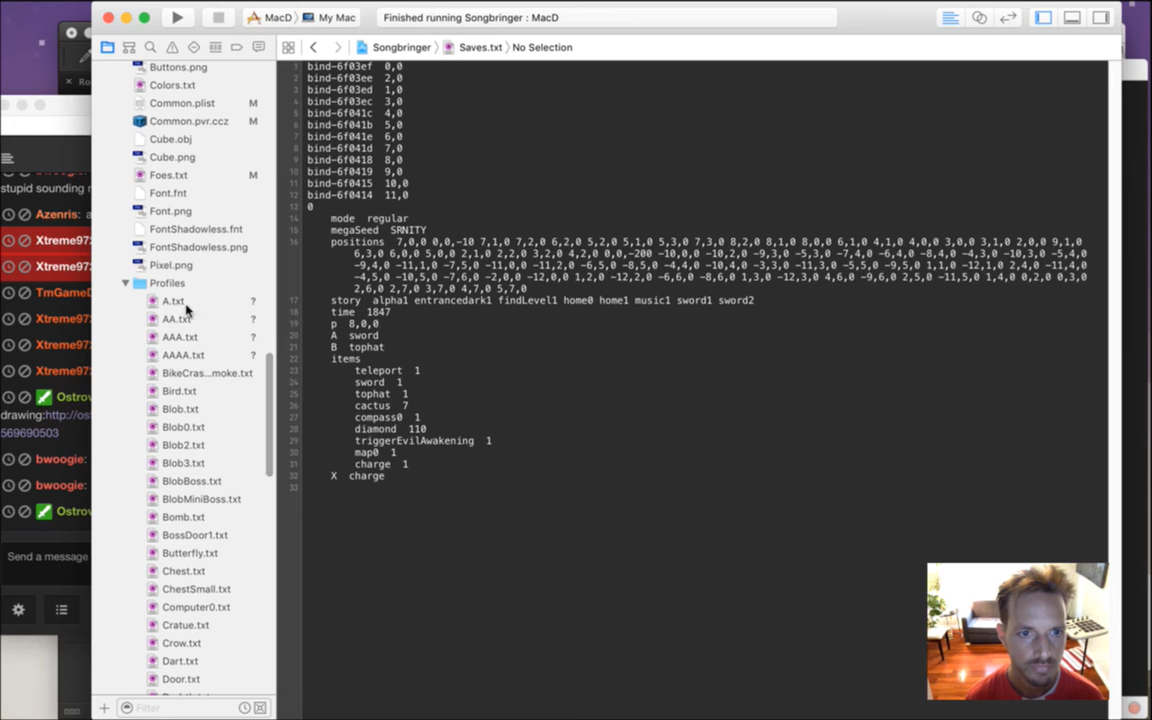 MacD 〉 My Mac
Finished running Songbringer : MacD
Songbringer 〉 Saves.txt 〉 No Selection
Buttons.png
Colors.txt
Common.plist M
Common.pvr.ccz M
Cube.obj
Cube.png
Foes.txt M
Font.fnt
Font.png
FontShadowless.fnt
FontShadowless.png
Pixel.png
Profiles
A.txt ?
AA.txt ?
AAA.txt ?
AAAA.txt ?
BikeCras...moke.txt
Bird.txt
Blob.txt
Blob0.txt
Blob2.txt
Blob3.txt
BlobBoss.txt
BlobMiniBoss.txt
Bomb.txt
BossDoor1.txt
Butterfly.txt
Chest.txt
ChestSmall.txt
Computer0.txt
Cratue.txt
Crow.txt
Dart.txt
Door.txt
Filter
1 bind-6f03ef 0,0
2 bind-6f03ee 2,0
3 bind-6f03ed 1,0
4 bind-6f03ec 3,0
5 bind-6f041c 4,0
6 bind-6f041b 5,0
7 bind-6f041e 6,0
8 bind-6f041d 7,0
9 bind-6f0418 8,0
10 bind-6f0419 9,0
11 bind-6f0415 10,0
12 bind-6f0414 11,0
13 0
14 mode regular
15 megaSeed SRNITY
16 positions 7,0,0 0,0,-10 7,1,0 7,2,0 6,2,0 5,2,0 5,1,0 5,3,0 7,3,0 8,2,0 8,1,0 8,0,0 6,1,0 4,1,0 4,0,0 3,0,0 3,1,0 2,0,0 9,1,0
6,3,0 6,0,0 5,0,0 2,1,0 2,2,0 3,2,0 4,2,0 0,0,-200 -10,0,0 -10,2,0 -9,3,0 -5,3,0 -7,4,0 -6,4,0 -8,4,0 -4,3,0 -10,3,0 -5,4,0
-9,4,0 -11,1,0 -7,5,0 -11,0,0 -11,2,0 -6,5,0 -8,5,0 -4,4,0 -10,4,0 -3,3,0 -11,3,0 -5,5,0 -9,5,0 1,1,0 -12,1,0 2,4,0 -11,4,0
-4,5,0 -10,5,0 -7,6,0 -2,0,0 -12,0,0 1,2,0 -12,2,0 -6,6,0 -8,6,0 1,3,0 -12,3,0 4,6,0 -9,6,0 2,5,0 0,1,0 0,2,0 0,3,0
2,6,0 2,7,0 3,7,0 4,7,0 5,7,0
17 story alpha1 entrancedark1 findLevel1 home0 home1 music1 sword1 sword2
18 time 1847
19 p 8,0,0
20 A sword
21 B tophat
22 items
23 teleport 1
24 sword 1
25 tophat 1
26 cactus 7
27 compass0 1
28 diamond 110
29 triggerEvilAwakening 1
30 map0 1
31 charge 1
32 X charge
33
stupid sounding
Azenris:
Xtreme97
Xtreme97
TmGameD
Xtreme97
Xtreme97
Xtreme97
Ostrov
drawing:http://os
569690503
bwoogie:
bwoogie:
Ostrov
Send a message